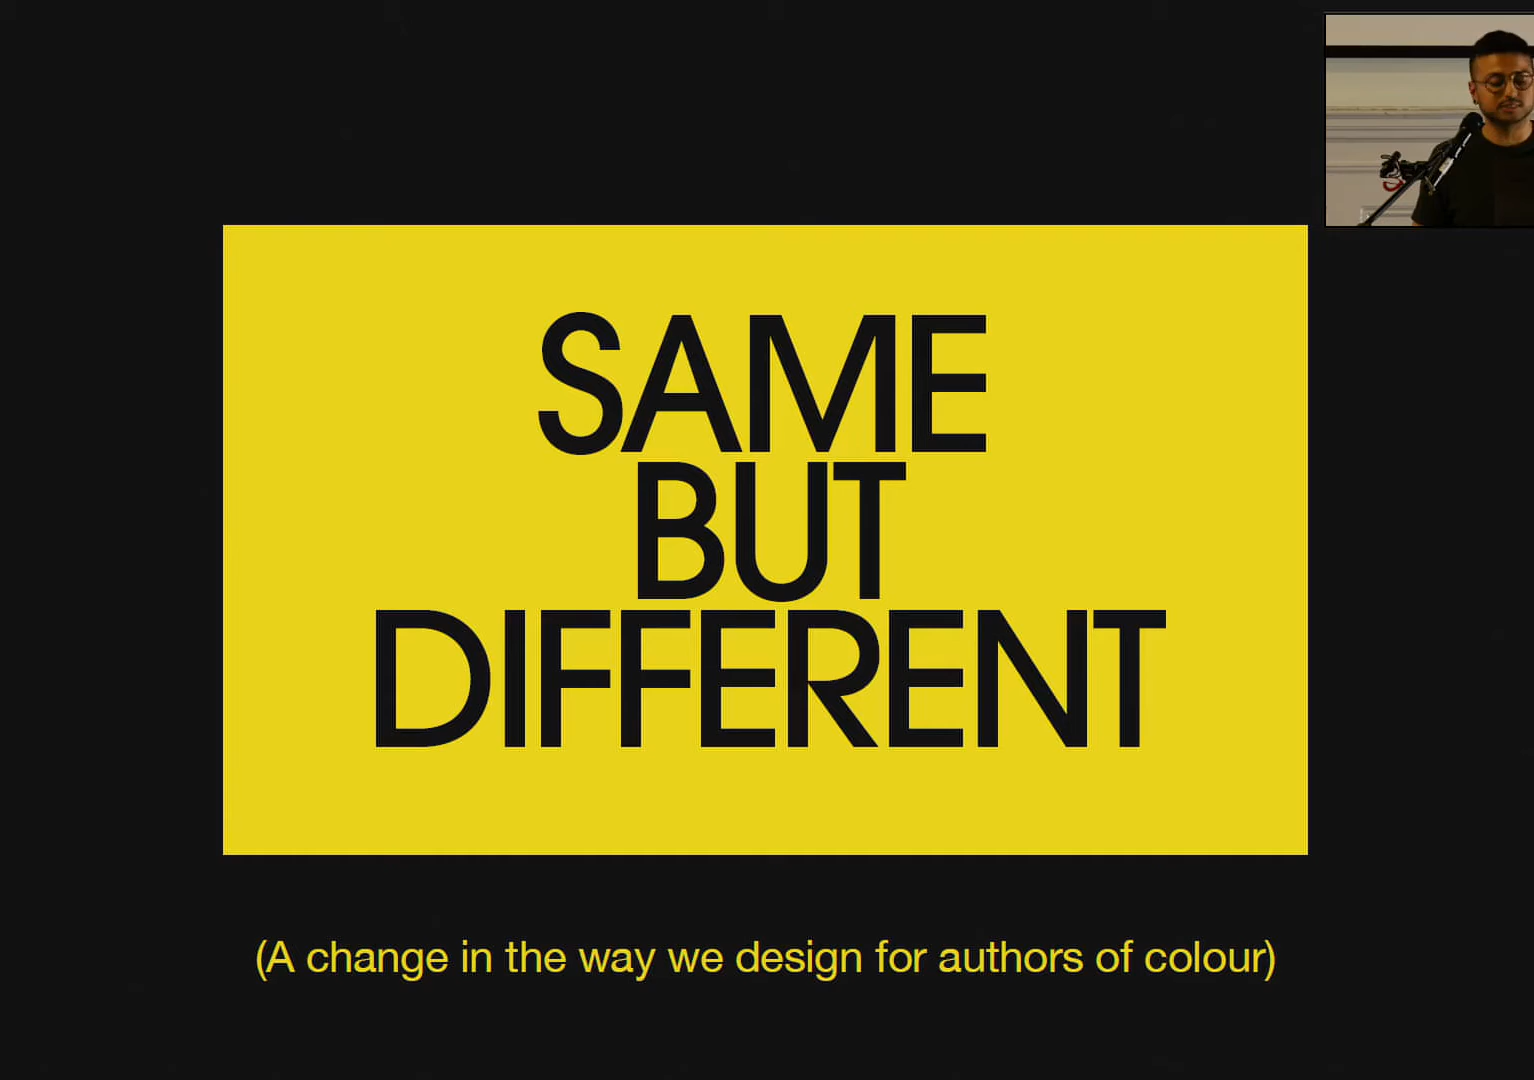 SAME
BUT
DIFFERENT
(A change in the way we design for authors of colour)